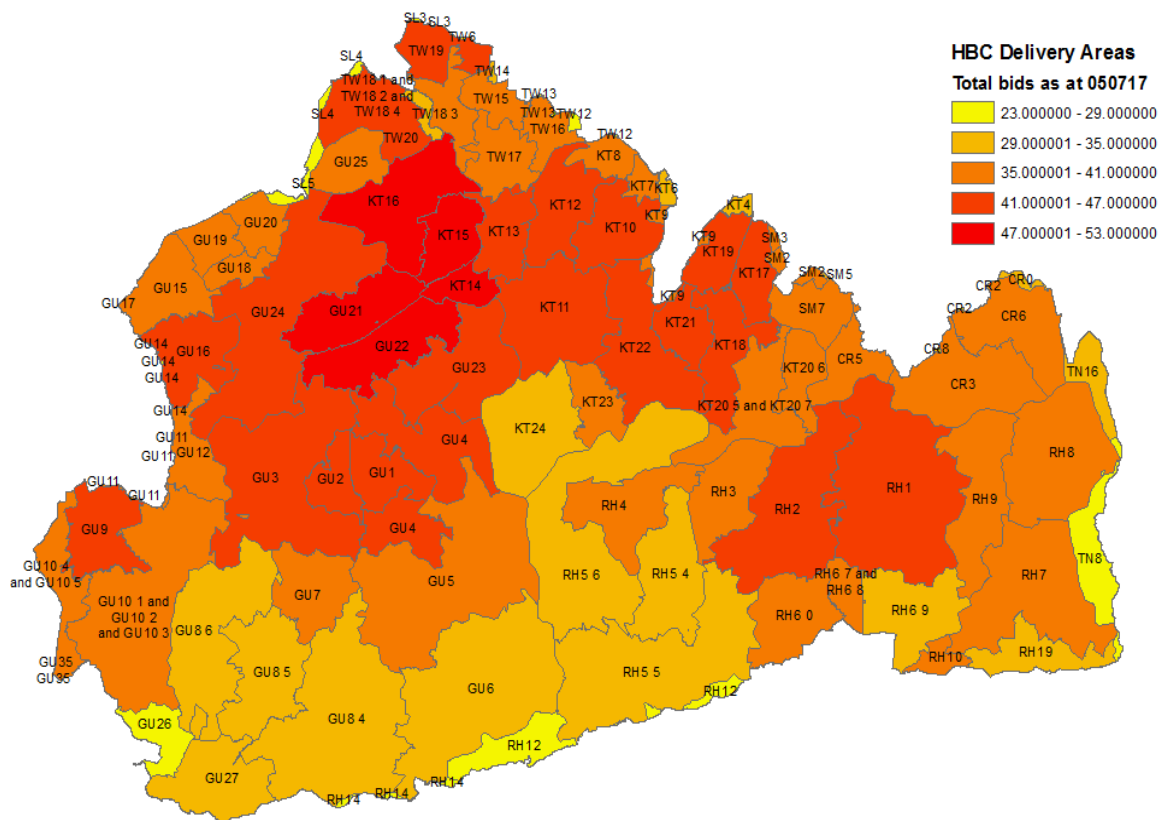 HBC Delivery Areas
Total bids as at 050717
23.000000 - 29.000000
29.000001 - 35.000000
35.000001 - 41.000000
41.000001 - 47.000000
47.000001 - 53.000000
SL3
SL3
TW6
TW19
SL4
TW14
TW18 1 and
TW18 2 and
TW18 4
SL4
TW18 3
TW15
TW13
TW13
TW12
TW16
TW12
TW20
TW17
KT8
GU25
SL5
KT7
KT8
KT16
KT9
KT4
GU20
KT12
KT10
GU19
KT15
KT13
KT9
KT19
SM3
SM2
GU18
KT17
SM2
SM5
CR0
CR2
GU15
KT14
KT9
GU17
GU24
GU21
KT11
SM7
CR2
CR6
KT21
GU14
GU16
GU22
KT22
KT18
CR8
GU14
GU14
GU23
KT20 6
CR5
TN16
CR3
KT23
KT20 5 and
KT20 7
GU14
KT24
GU11
GU11
GU12
GU4
RH8
GU11
GU11
GU3
GU2
GU1
RH3
RH1
RH9
RH4
RH2
GU9
GU4
GU10 4
and GU10 5
GU5
RH5 6
RH5 4
RH6 7 and
RH6 8
RH7
TN8
GU10 1 and
GU10 2
and GU10 3
GU7
RH6 0
RH6 9
GU8 6
GU35
GU35
GU8 5
RH5 5
RH10
RH19
GU6
RH12
GU26
GU8 4
RH12
GU27
RH14
RH14
RH14